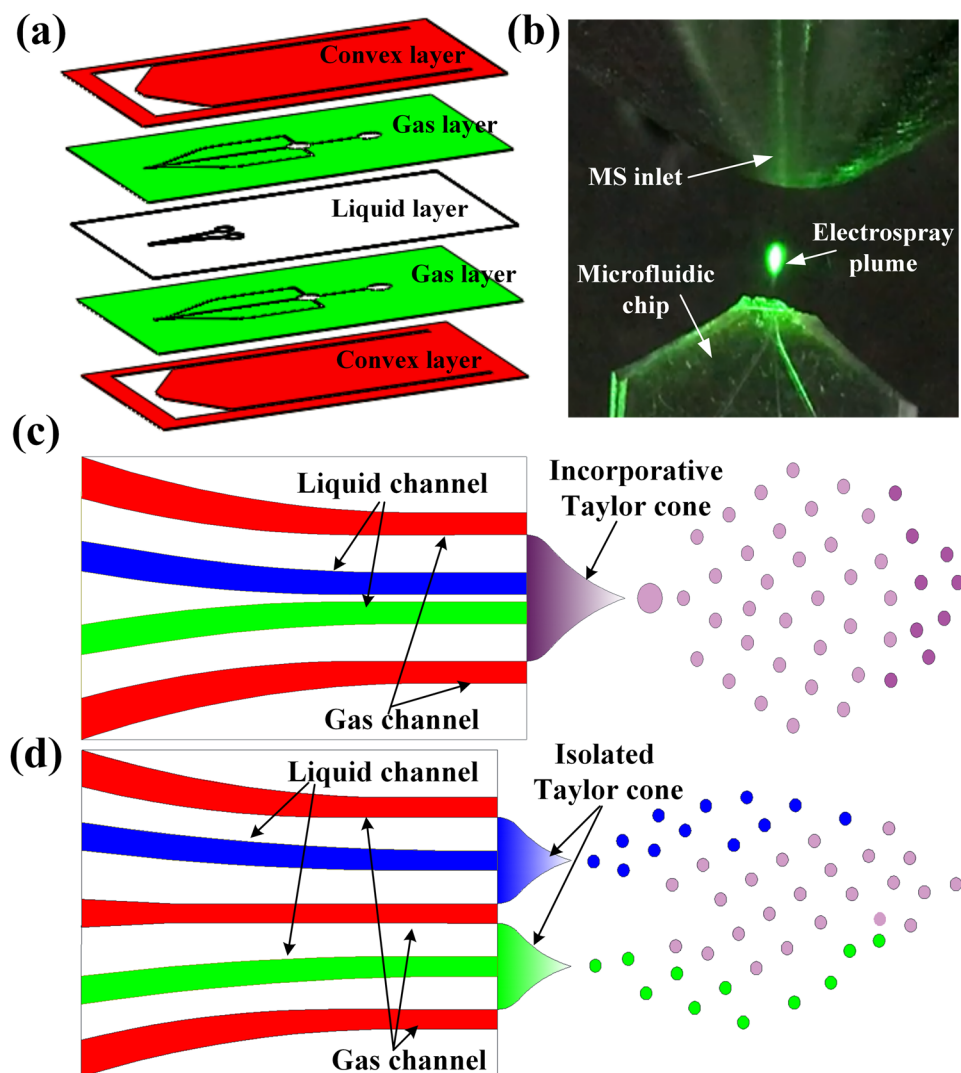 (a)
Convex layer
Gas layer
Liquid layer
Gas layer
Convex layer
(b)
MS inlet
Electrospray
plume
Microfluidic
chip
(c)
Liquid channel
Incorporative
Taylor cone
Gas channel
(d)
Liquid channel
Isolated
Taylor cone
Gas channel